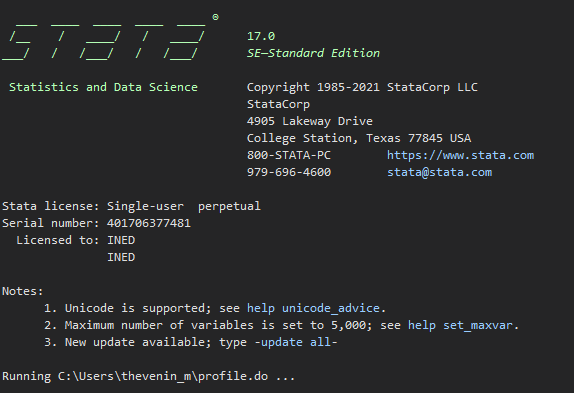 ___  ____  ____  ____  ____ ®
 /__    /   ____/   /   ____/      17.0
___/   /   /___/   /   /___/       SE—Standard Edition

 Statistics and Data Science       Copyright 1985-2021 StataCorp LLC
                                   StataCorp
                                   4905 Lakeway Drive
                                   College Station, Texas 77845 USA
                                   800-STATA-PC        https://www.stata.com
                                   979-696-4600        stata@stata.com

Stata license: Single-user  perpetual
Serial number: 401706377481
  Licensed to: INED
               INED

Notes:
      1. Unicode is supported; see help unicode_advice.
      2. Maximum number of variables is set to 5,000; see help set_maxvar.
      3. New update available; type -update all-

Running C:\Users\thevenin_m\profile.do ...